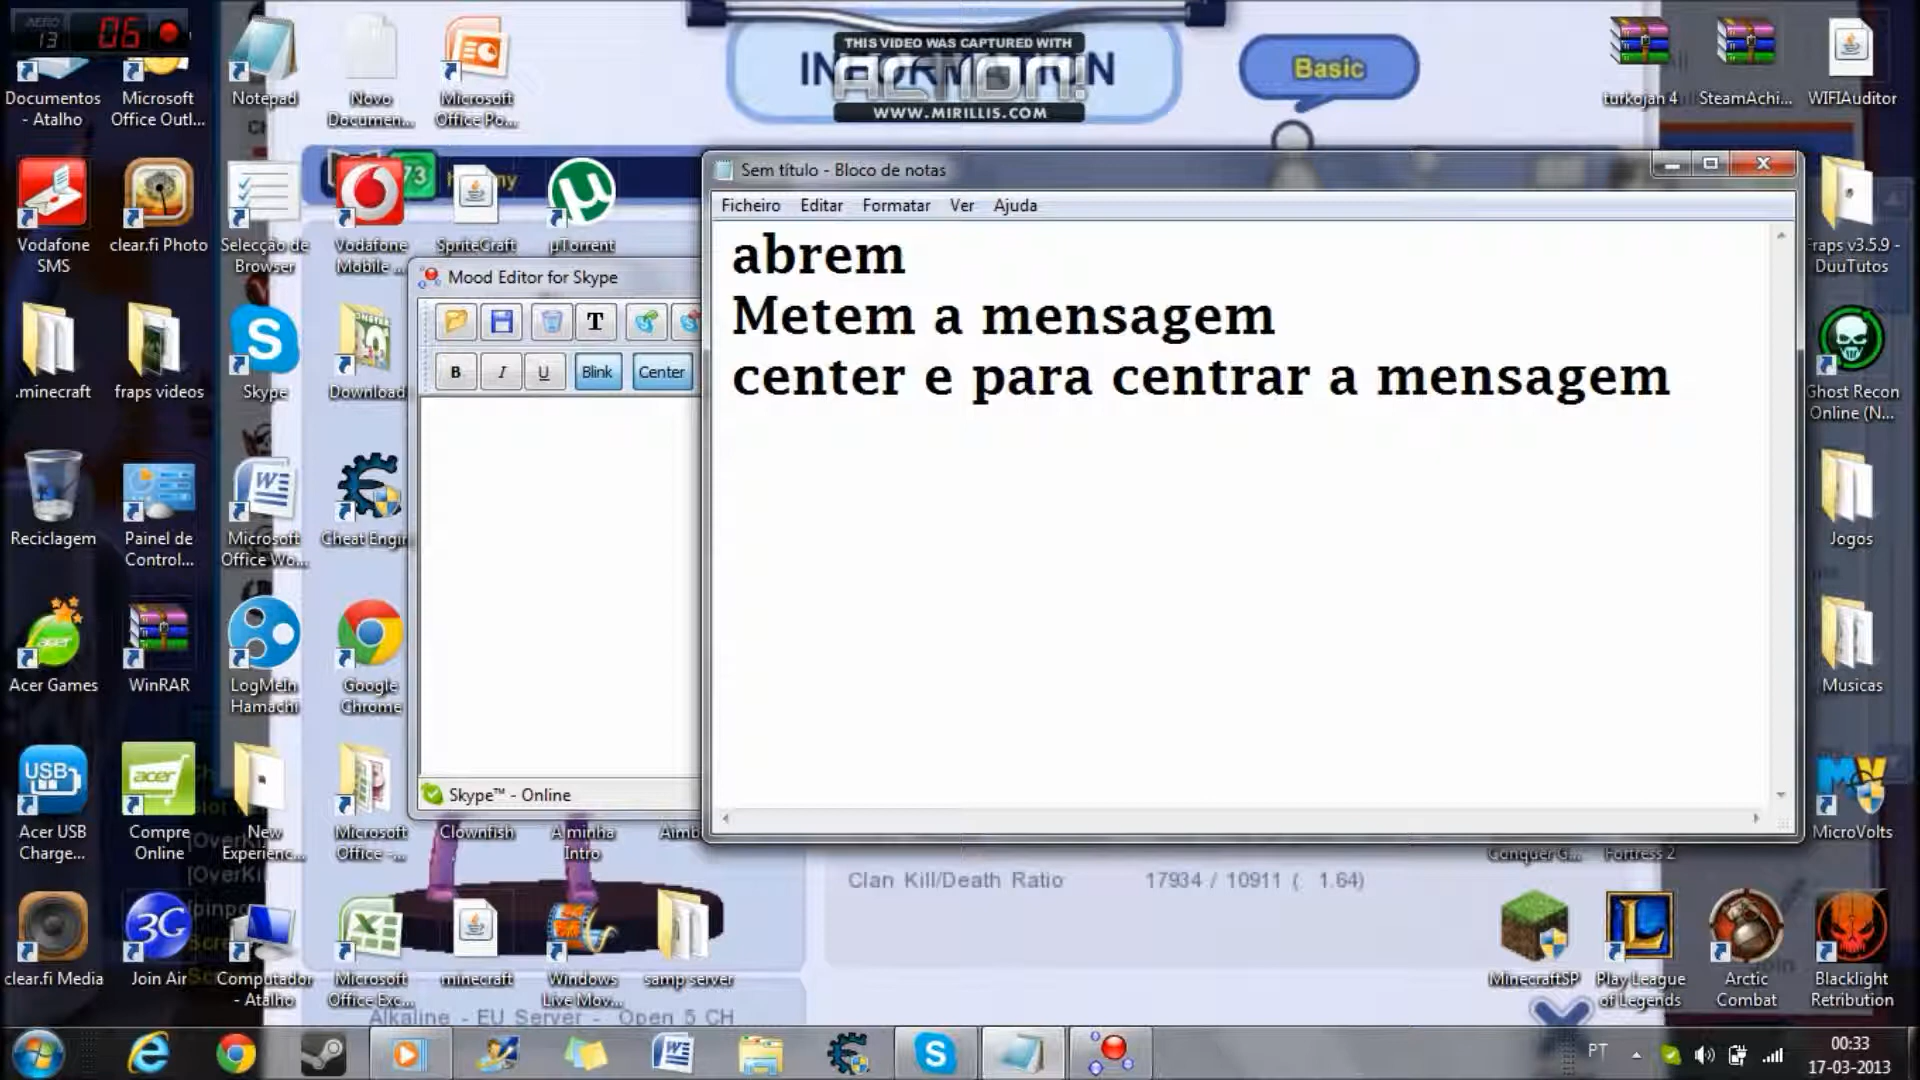 AERO
13 06
THIS VIDEO WAS CAPTURED WITH
ACTION!
WWW.MIRILLIS.COM
Basic
Documentos - Atalho
Microsoft Office Outl...
Notepad
Novo Documen...
Microsoft Office Po...
turkojan 4
SteamAchi...
WIFIAuditor
Vodafone SMS
clear.fi Photo
Selecção de Browser
Vodafone Mobile ...
SpriteCraft
µTorrent
Sem título - Bloco de notas
Ficheiro Editar Formatar Ver Ajuda
abrem
Metem a mensagem
center e para centrar a mensagem
Mood Editor for Skype
T
B I U Blink Center
Skype™ - Online
Fraps v3.5.9 - DuuTutos
.minecraft
fraps videos
Skype
Download
Ghost Recon Online (N...
Reciclagem
Painel de Control...
Microsoft Office Wo...
Cheat Engin
Jogos
Acer Games
WinRAR
LogMeIn Hamachi
Google Chrome
Musicas
Acer USB Charge...
Compre Online
New Experienc...
Microsoft Office -...
Clownfish
A minha Intro
Aimb
Conquer G...
Fortress 2
MicroVolts
Clan Kill/Death Ratio 17934 / 10911 ( 1.64)
clear.fi Media
Join Air
Computador - Atalho
Microsoft Office Exc...
minecraft
Windows Live Mov...
samp server
MinecraftSP
Play League of Legends
Arctic Combat
Blacklight Retribution
Alkaline - EU Server - Open 5 CH
PT
00:33
17-03-2013